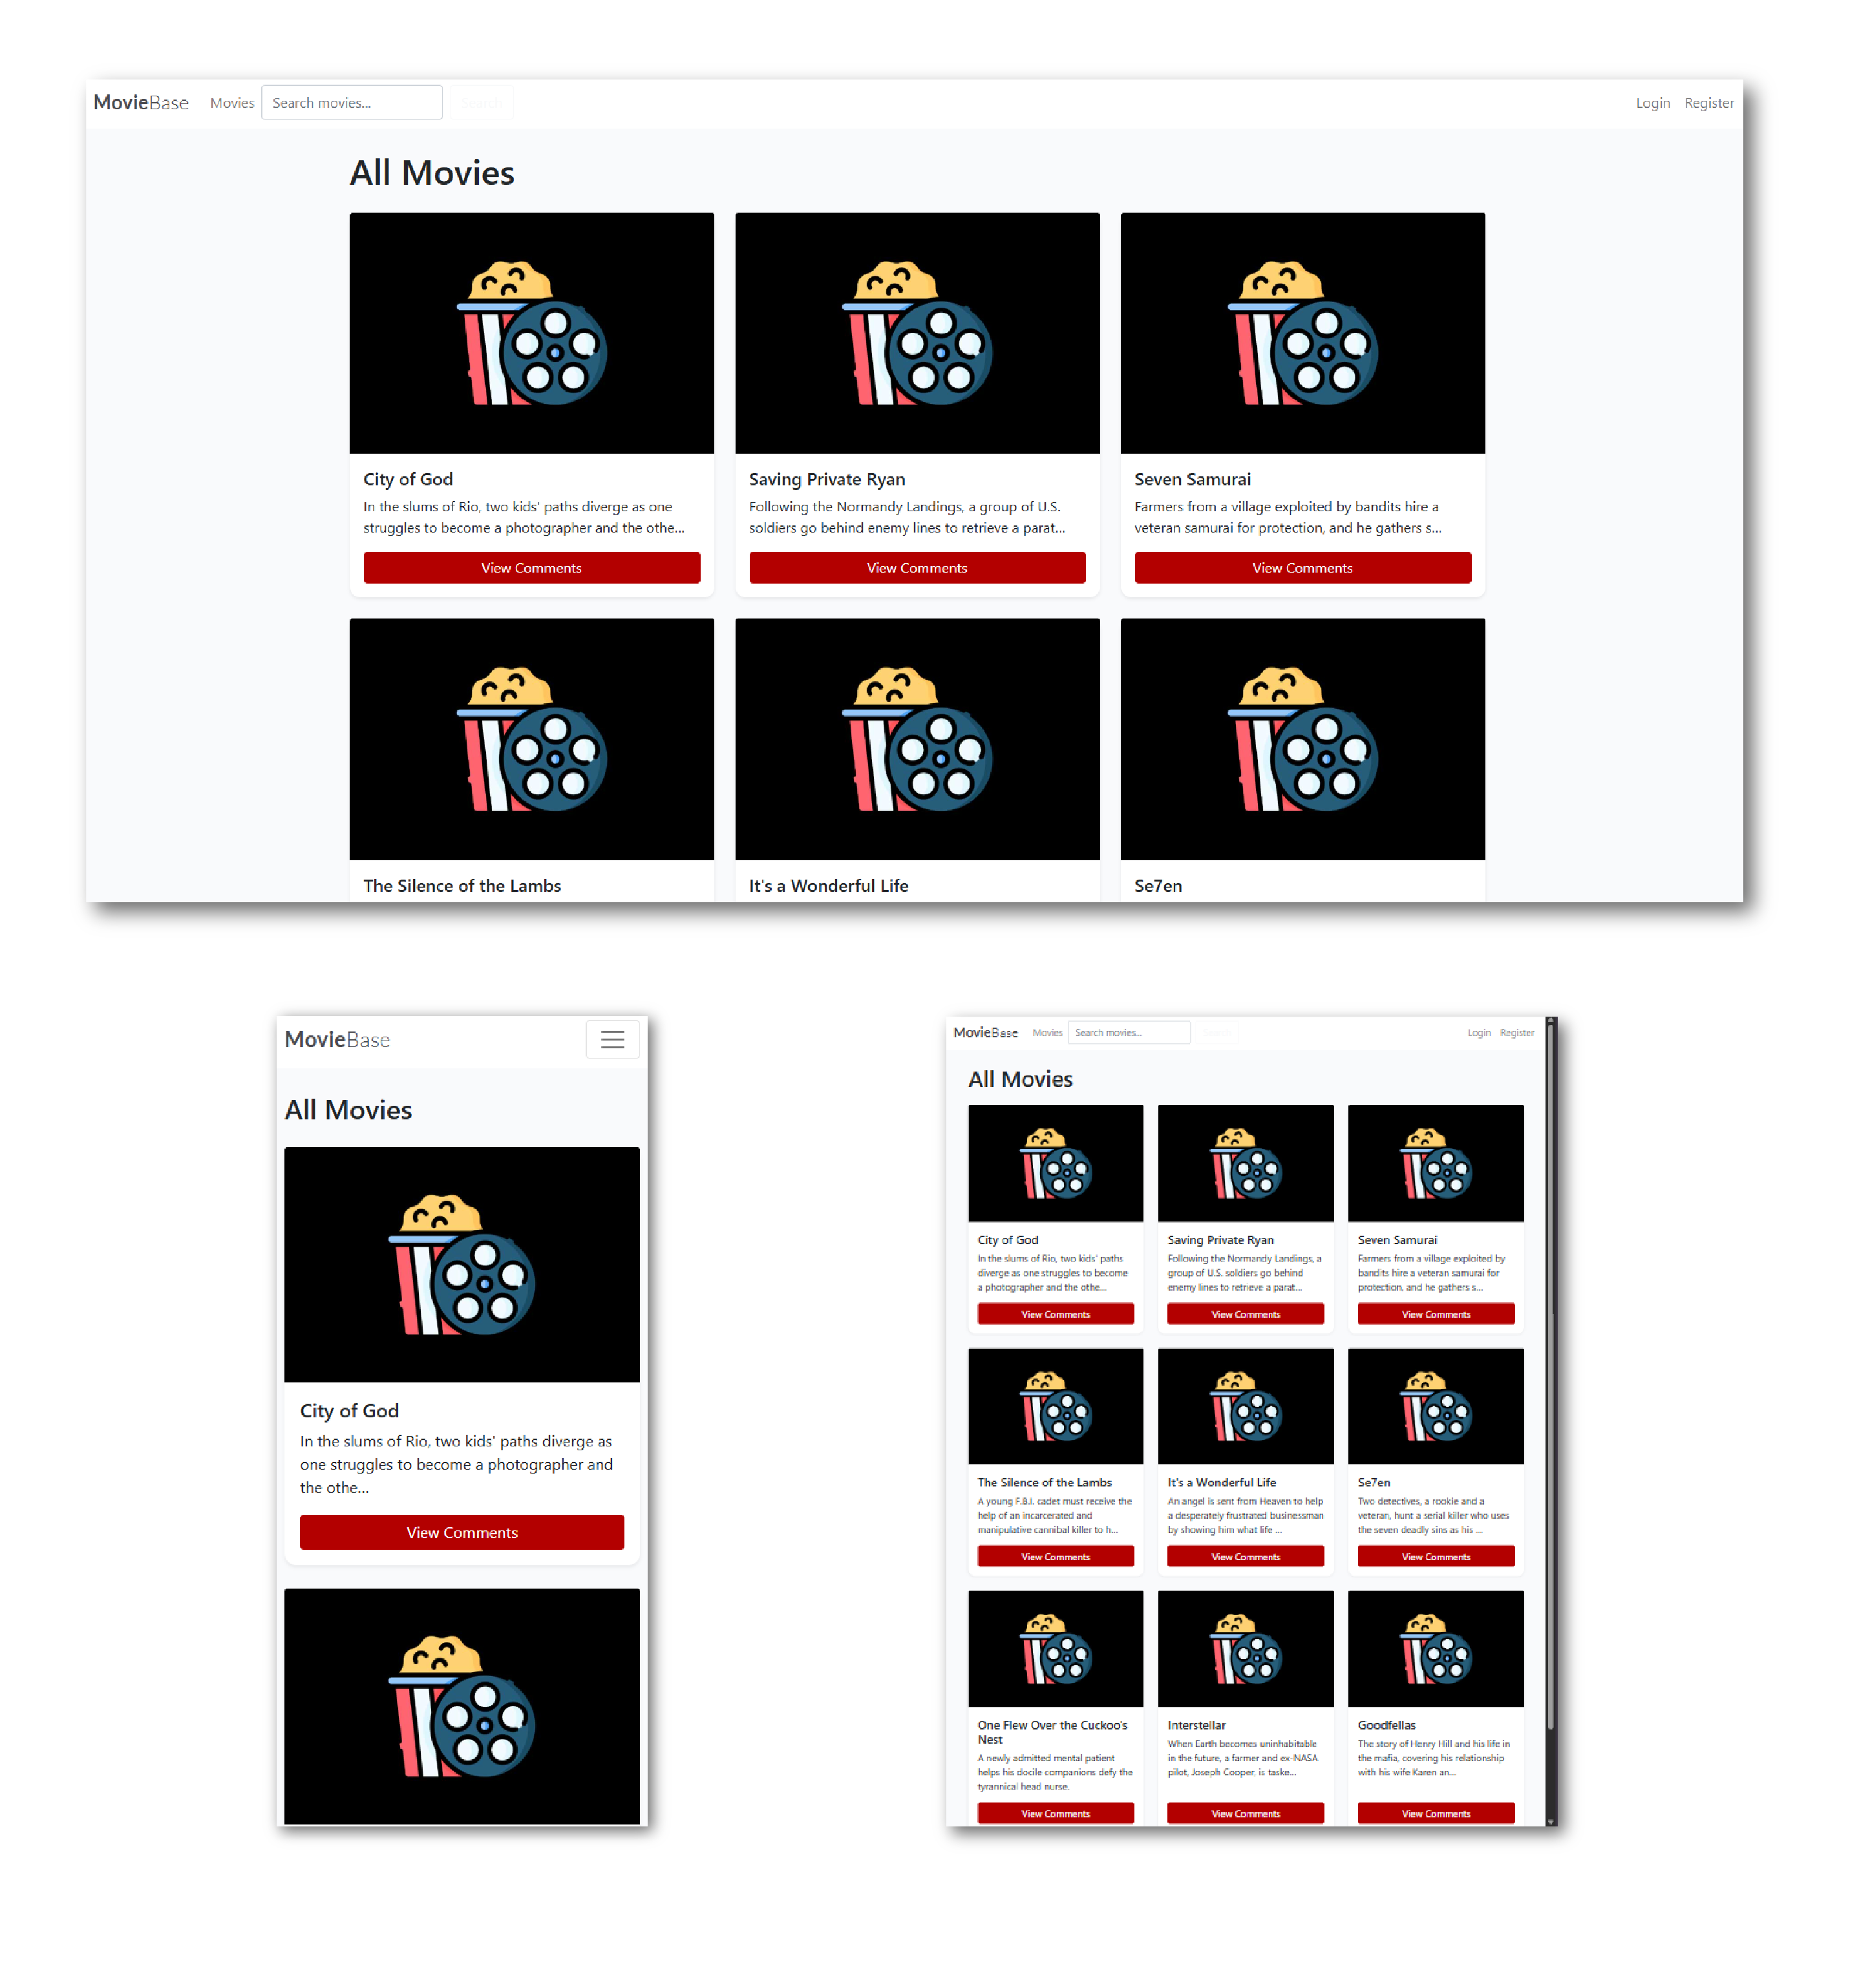 MovieBase Movies Search movies... Search Login Register
All Movies
City of God
In the slums of Rio, two kids' paths diverge as one
struggles to become a photographer and the othe...
View Comments
Saving Private Ryan
Following the Normandy Landings, a group of U.S.
soldiers go behind enemy lines to retrieve a parat...
View Comments
Seven Samurai
Farmers from a village exploited by bandits hire a
veteran samurai for protection, and he gathers s...
View Comments
The Silence of the Lambs
It's a Wonderful Life
Se7en
MovieBase
All Movies
City of God
In the slums of Rio, two kids' paths diverge as
one struggles to become a photographer and
the othe...
View Comments
MovieBase Movies Search movies... Login Register
All Movies
City of God
In the slums of Rio, two kids' paths
diverge as one struggles to become
a photographer and the othe...
View Comments
Saving Private Ryan
Following the Normandy Landings, a
group of U.S. soldiers go behind
enemy lines to retrieve a parat...
View Comments
Seven Samurai
Farmers from a village exploited by
bandits hire a veteran samurai for
protection, and he gathers s...
View Comments
The Silence of the Lambs
A young F.B.I. cadet must receive the
help of an incarcerated and
manipulative cannibal killer to h...
View Comments
It's a Wonderful Life
An angel is sent from Heaven to help
a desperately frustrated businessman
by showing him what life ...
View Comments
Se7en
Two detectives, a rookie and a
veteran, hunt a serial killer who uses
the seven deadly sins as his ...
View Comments
One Flew Over the Cuckoo's
Nest
A newly admitted mental patient
helps his docile companions defy the
tyrannical head nurse.
View Comments
Interstellar
When Earth becomes uninhabitable
in the future, a farmer and ex-NASA
pilot, Joseph Cooper, is taske...
View Comments
Goodfellas
The story of Henry Hill and his life in
the mafia, covering his relationship
with his wife Karen an...
View Comments